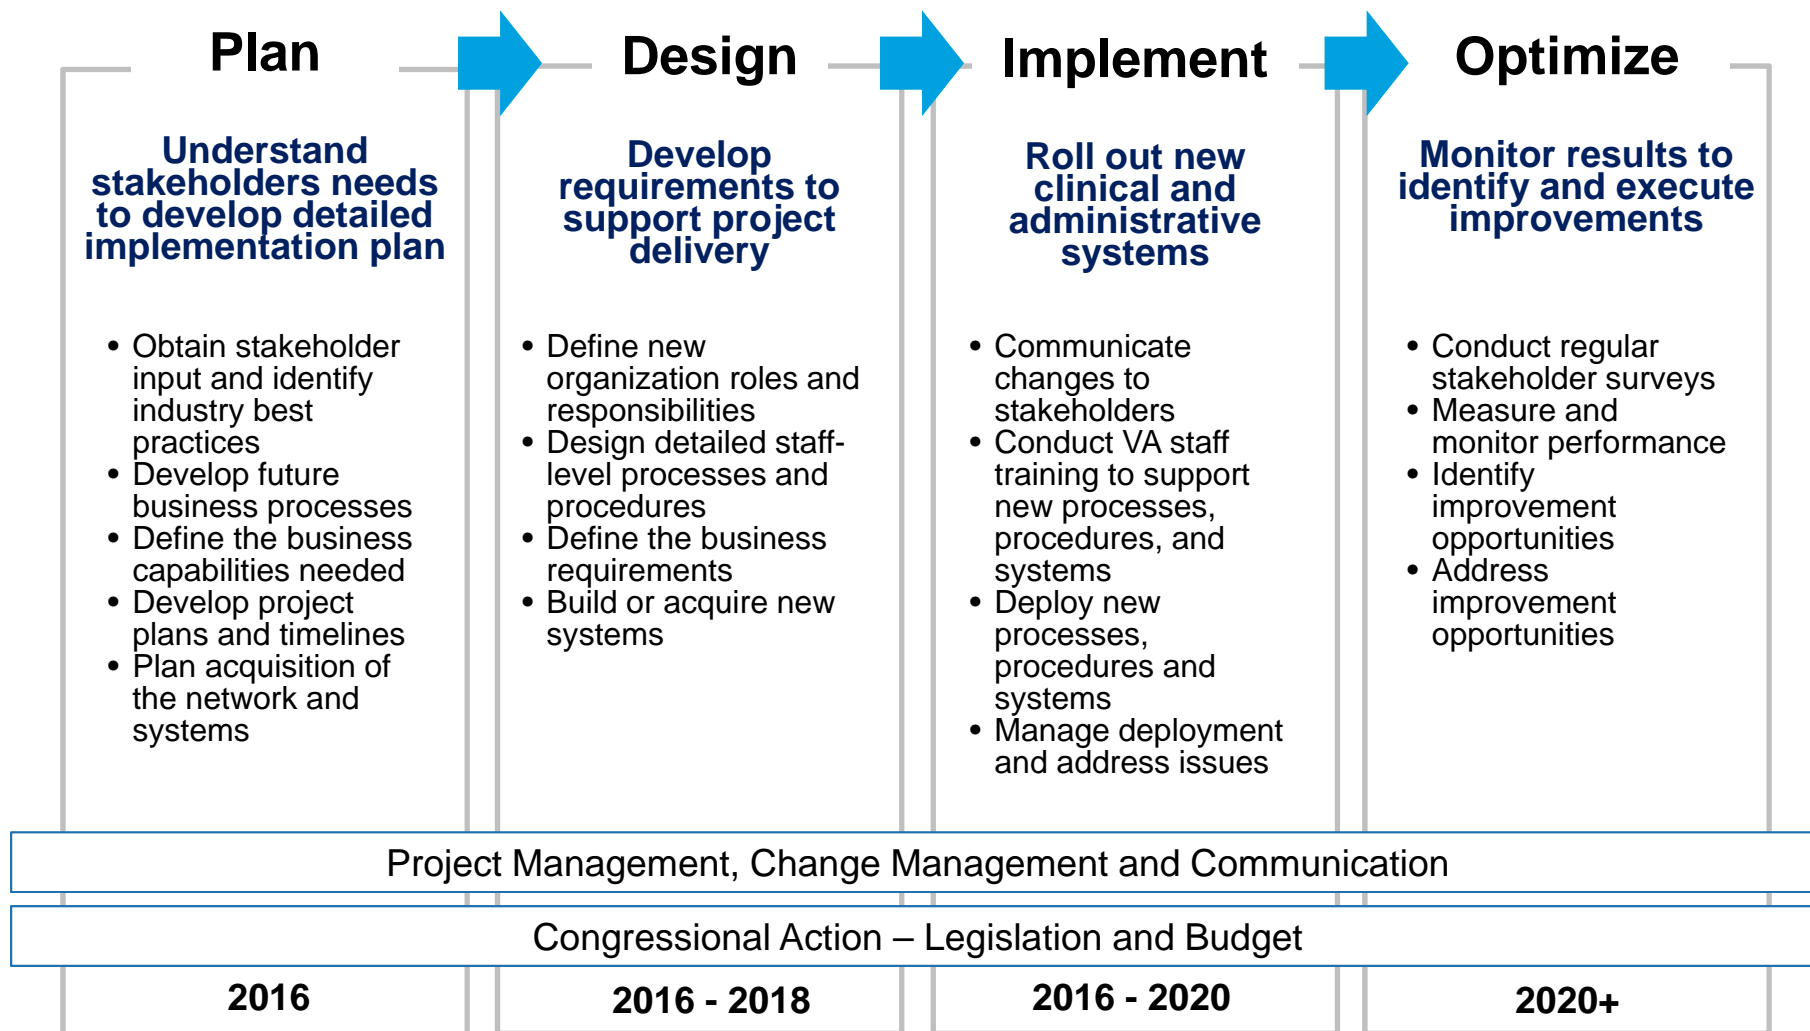 Plan
Understand
stakeholders needs
to develop detailed
implementation plan
• Obtain stakeholder
input and identify
industry best
practices
• Develop future
business processes
• Define the business
capabilities needed
• Develop project
plans and timelines
• Plan acquisition of
the network and
systems
Design
Develop
requirements to
support project
delivery
• Define new
organization roles and
responsibilities
• Design detailed staff-
level processes and
procedures
• Define the business
requirements
• Build or acquire new
systems
Implement
Roll out new
clinical and
administrative
systems
• Communicate
changes to
stakeholders
• Conduct VA staff
training to support
new processes,
procedures, and
systems
• Deploy new
processes,
procedures and
systems
• Manage deployment
and address issues
Optimize
Monitor results to
identify and execute
improvements
• Conduct regular
stakeholder surveys
• Measure and
monitor performance
• Identify
improvement
opportunities
• Address
improvement
opportunities
Project Management, Change Management and Communication
Congressional Action – Legislation and Budget
2016
2016 - 2018
2016 - 2020
2020+